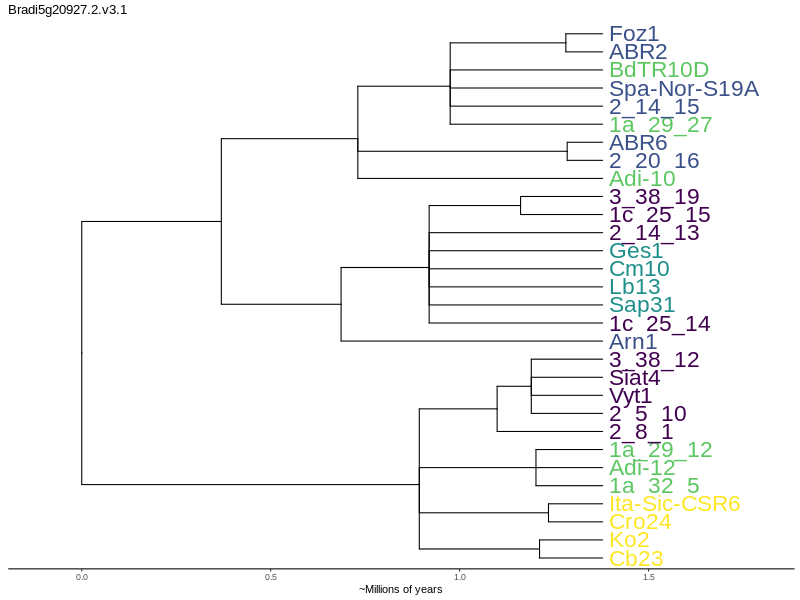 Bradi5g20927.2.v3.1
Foz1
ABR2
BdTR10D
Spa-Nor-S19A
2_14_15
1a_29_27
ABR6
2_20_16
Adi-10
3_38_19
1c_25_15
2_14_13
Ges1
Cm10
Lb13
Sap31
1c_25_14
Arn1
3_38_12
Siat4
Vyt1
2_5_10
2_8_1
1a_29_12
Adi-12
1a_32_5
Ita-Sic-CSR6
Cro24
Ko2
Cb23
0.0 0.5 1.0 1.5
~Millions of years